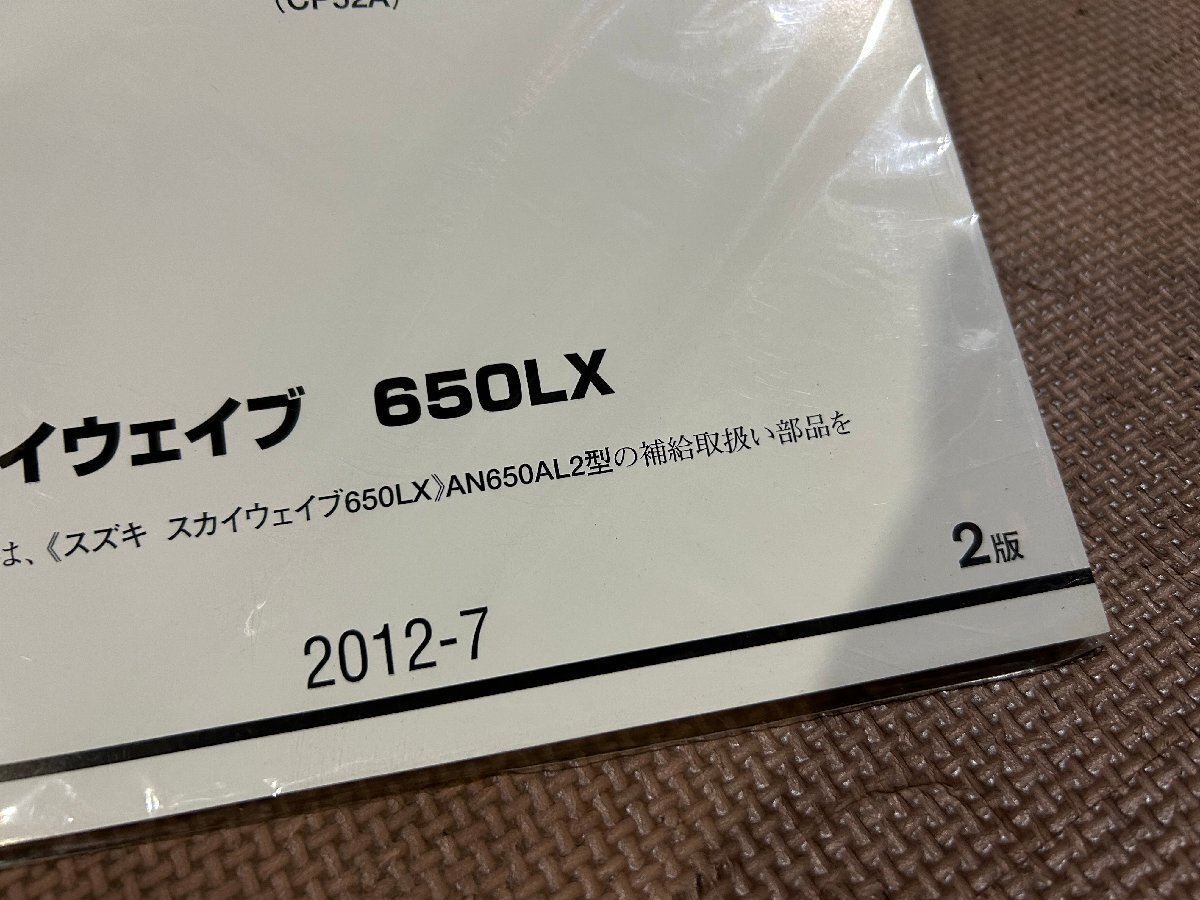 (CP52A)
イウェイブ 650LX
は、《スズキ スカイウェイブ650LX》AN650AL2型の補給取扱い部品を
2版
2012-7